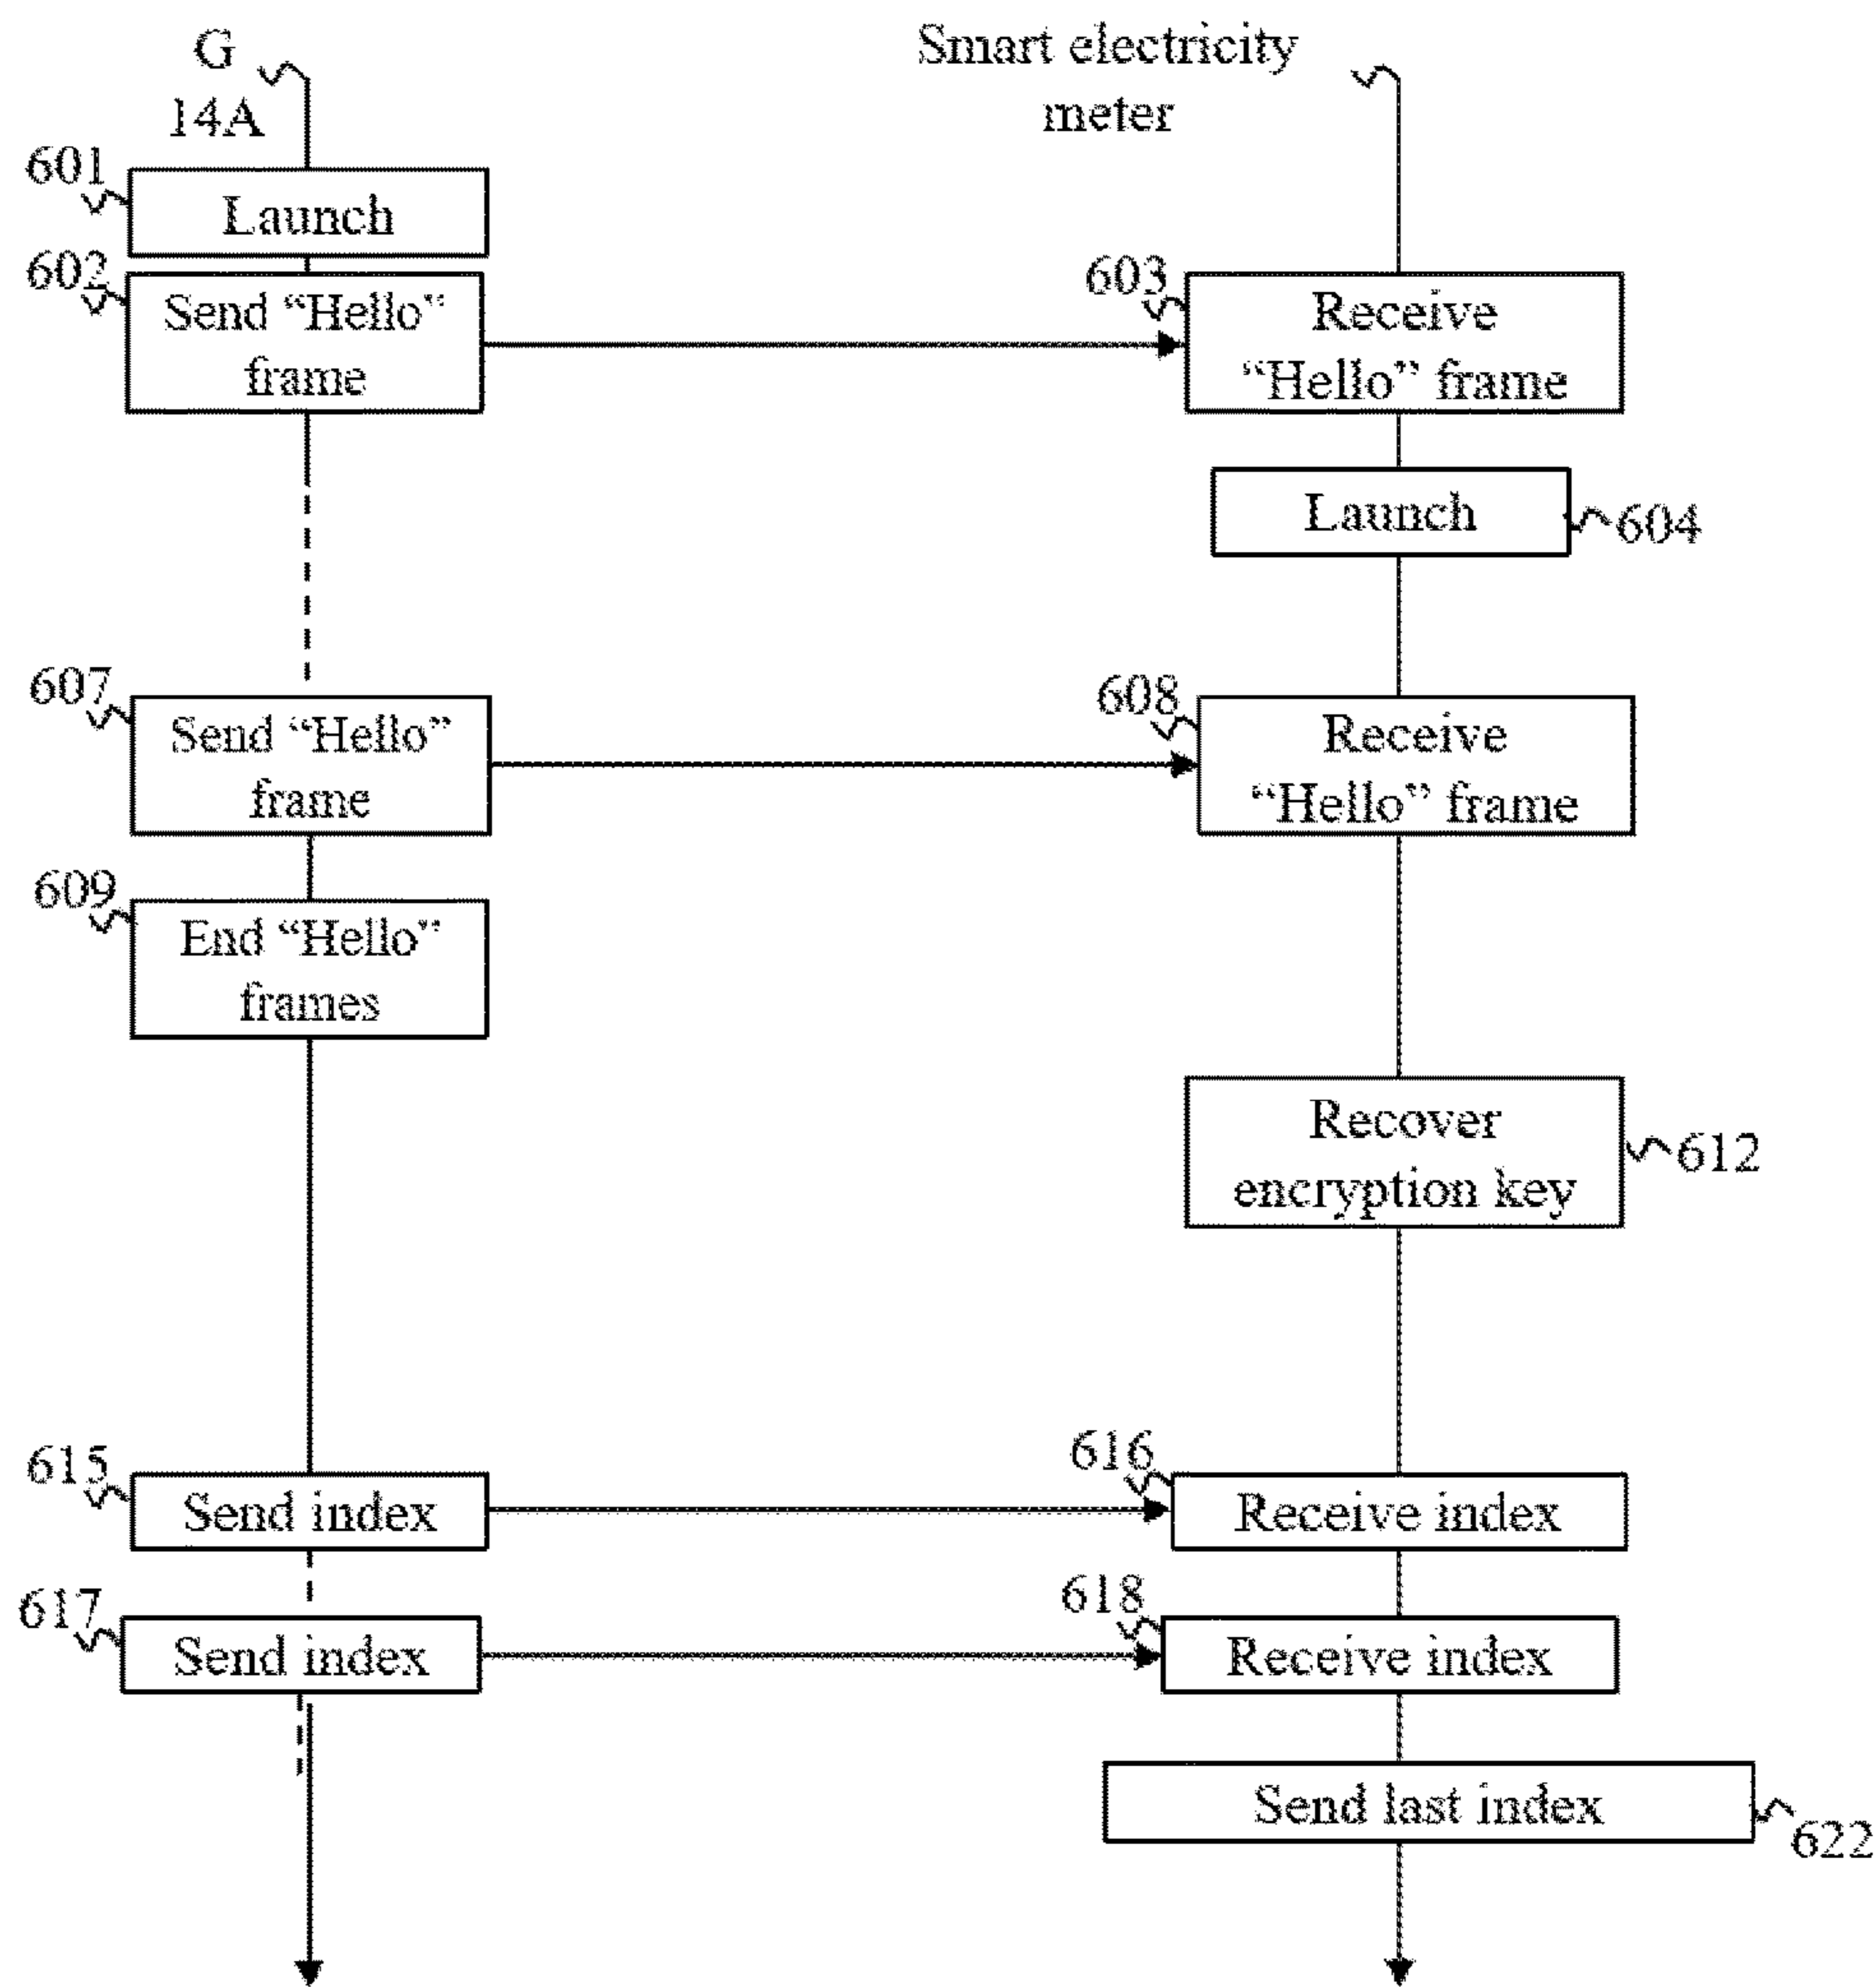 G
14A
Smart electricity
meter
601
Launch
602
Send “Hello”
frame
603
Receive
“Hello” frame
Launch
604
607
Send “Hello”
frame
608
Receive
“Hello” frame
609
End “Hello”
frames
Recover
encryption key
612
615
Send index
616
Receive index
617
Send index
618
Receive index
Send last index
622